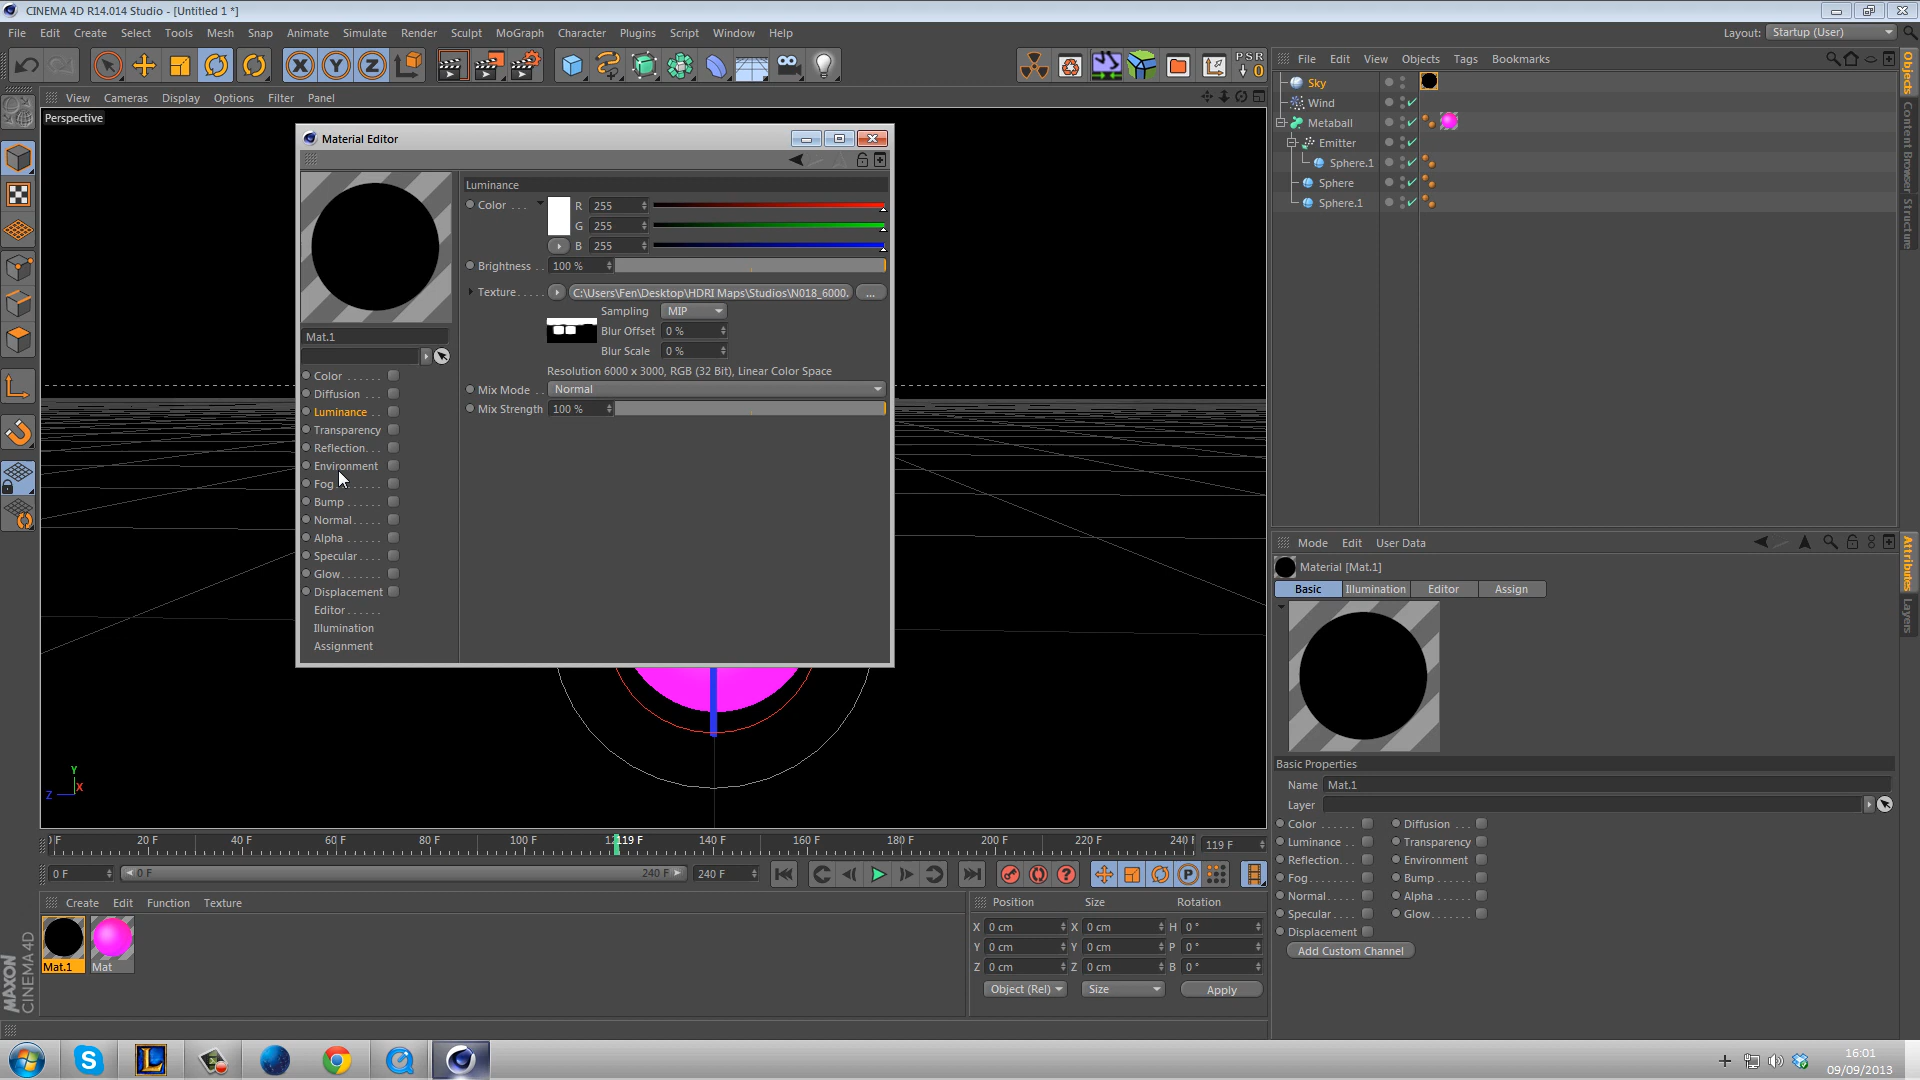 CINEMA 4D R14.014 Studio - [Untitled 1 *]
File Edit Create Select Tools Mesh Snap Animate Simulate Render Sculpt MoGraph Character Plugins Script Window Help
Layout: Startup (User)
PSR
0
File Edit View Objects Tags Bookmarks
View Cameras Display Options Filter Panel
Perspective
Sky
Wind
Metaball
Emitter
Sphere.1
Sphere
Sphere.1
Objects
Content Browser
Structure
Material Editor
Mat.1
Color ......
Diffusion ....
Luminance ..
Transparency
Reflection...
Environment
Fog
Bump ......
Normal.....
Alpha ......
Specular....
Glow.......
Displacement
Editor ......
Illumination
Assignment
Luminance
Color ...
R 255
G 255
B 255
Brightness .. 100 %
Texture..... C:\Users\Fen\Desktop\HDRI Maps\Studios\N018_6000. ...
Sampling MIP
Blur Offset 0 %
Blur Scale 0 %
Resolution 6000 x 3000, RGB (32 Bit), Linear Color Space
Mix Mode .. Normal
Mix Strength 100 %
Y
X
Z
Mode Edit User Data
Material [Mat.1]
Basic Illumination Editor Assign
Attributes
Layers
Basic Properties
Name Mat.1
Layer
Color ...... Diffusion ...
Luminance .. Transparency
Reflection... Environment
Fog........ Bump ......
Normal..... Alpha ......
Specular.... Glow.......
Displacement
Add Custom Channel
20 F 40 F 60 F 80 F 100 F 119 F 140 F 160 F 180 F 200 F 220 F 119 F
0 F 0 F 240 F 240 F
Create Edit Function Texture
Mat.1 Mat
Position Size Rotation
X 0 cm X 0 cm H 0 °
Y 0 cm Y 0 cm P 0 °
Z 0 cm Z 0 cm B 0 °
Object (Rel) Size Apply
MAXON
CINEMA 4D
16:01
09/09/2013